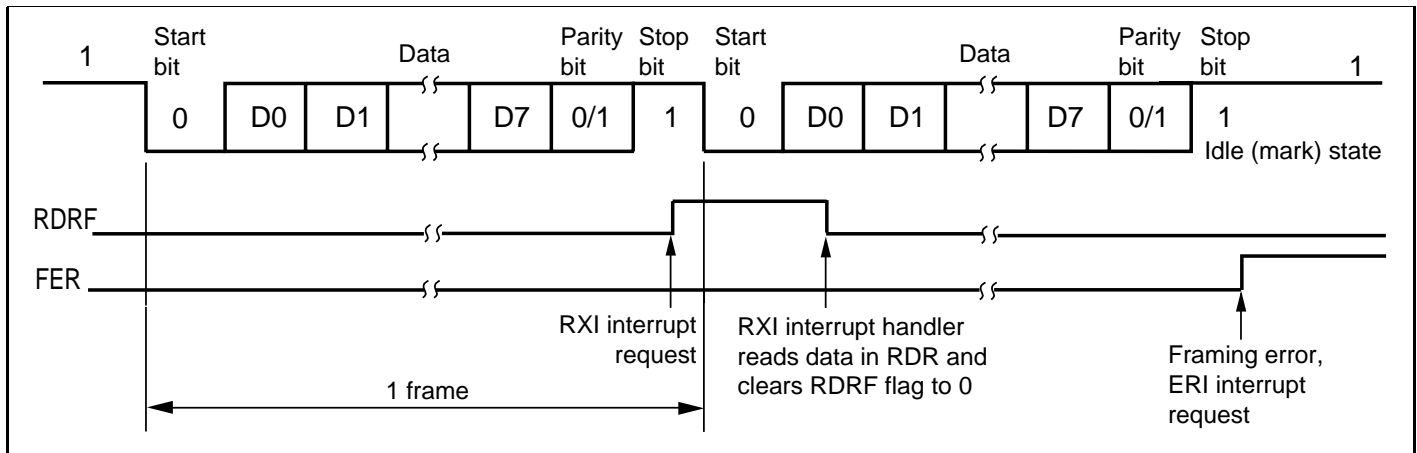 1
Start
bit
Data
Parity
bit
Stop
bit
Start
bit
Data
Parity
bit
Stop
bit
1
0
D0
D1
D7
0/1
1
0
D0
D1
D7
0/1
1
Idle (mark) state
RDRF
FER
RXI interrupt
request
RXI interrupt handler
reads data in RDR and
clears RDRF flag to 0
Framing error,
ERI interrupt
request
1 frame